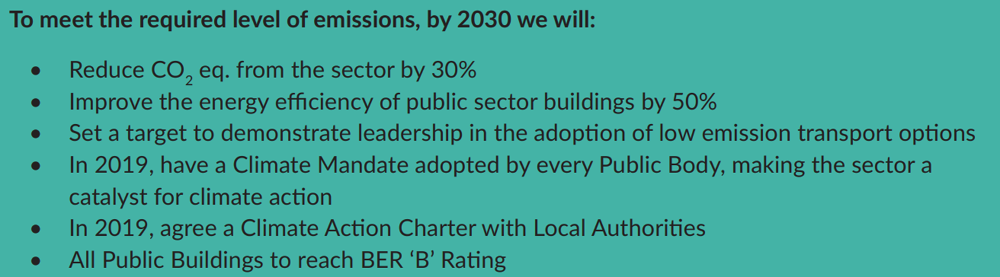 To meet the required level of emissions, by 2030 we will:
• Reduce CO₂ eq. from the sector by 30%
• Improve the energy efficiency of public sector buildings by 50%
• Set a target to demonstrate leadership in the adoption of low emission transport options
• In 2019, have a Climate Mandate adopted by every Public Body, making the sector a
catalyst for climate action
• In 2019, agree a Climate Action Charter with Local Authorities
• All Public Buildings to reach BER ‘B’ Rating